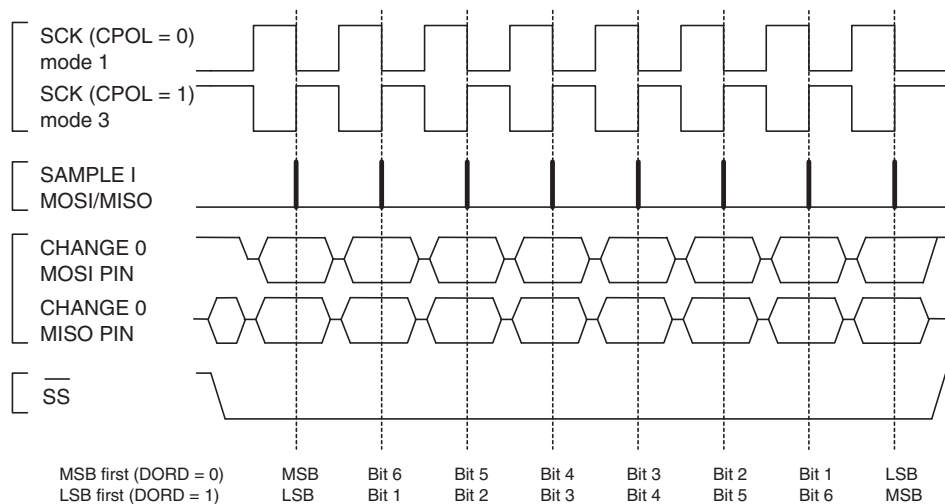 SCK (CPOL = 0)
mode 1
SCK (CPOL = 1)
mode 3
SAMPLE I
MOSI/MISO
CHANGE 0
MOSI PIN
CHANGE 0
MISO PIN
SS
MSB first (DORD = 0) MSB Bit 6 Bit 5 Bit 4 Bit 3 Bit 2 Bit 1 LSB
LSB first (DORD = 1) LSB Bit 1 Bit 2 Bit 3 Bit 4 Bit 5 Bit 6 MSB